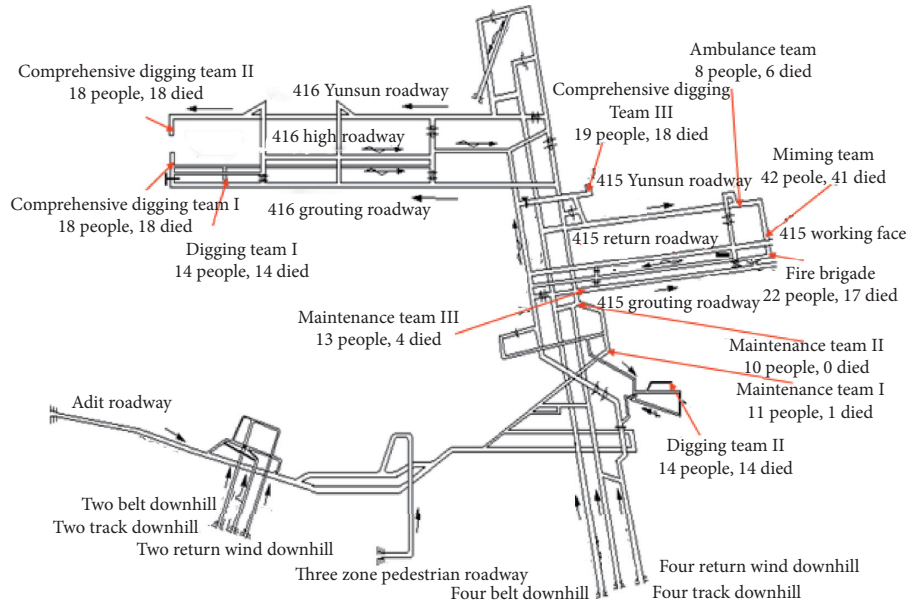 Ambulance team
8 people, 6 died
Comprehensive digging team II
18 people, 18 died
416 Yunsun roadway
Comprehensive digging
Team III
19 people, 18 died
416 high roadway
Miming team
42 peole, 41 died
415 Yunsun roadway
Comprehensive digging team I
18 people, 18 died
416 grouting roadway
415 return roadway
415 working face
Digging team I
14 people, 14 died
Fire brigade
22 people, 17 died
415 grouting roadway
Maintenance team III
13 people, 4 died
Maintenance team II
10 people, 0 died
Maintenance team I
11 people, 1 died
Adit roadway
Digging team II
14 people, 14 died
Two belt downhill
Two track downhill
Two return wind downhill
Three zone pedestrian roadway
Four return wind downhill
Four belt downhill
Four track downhill